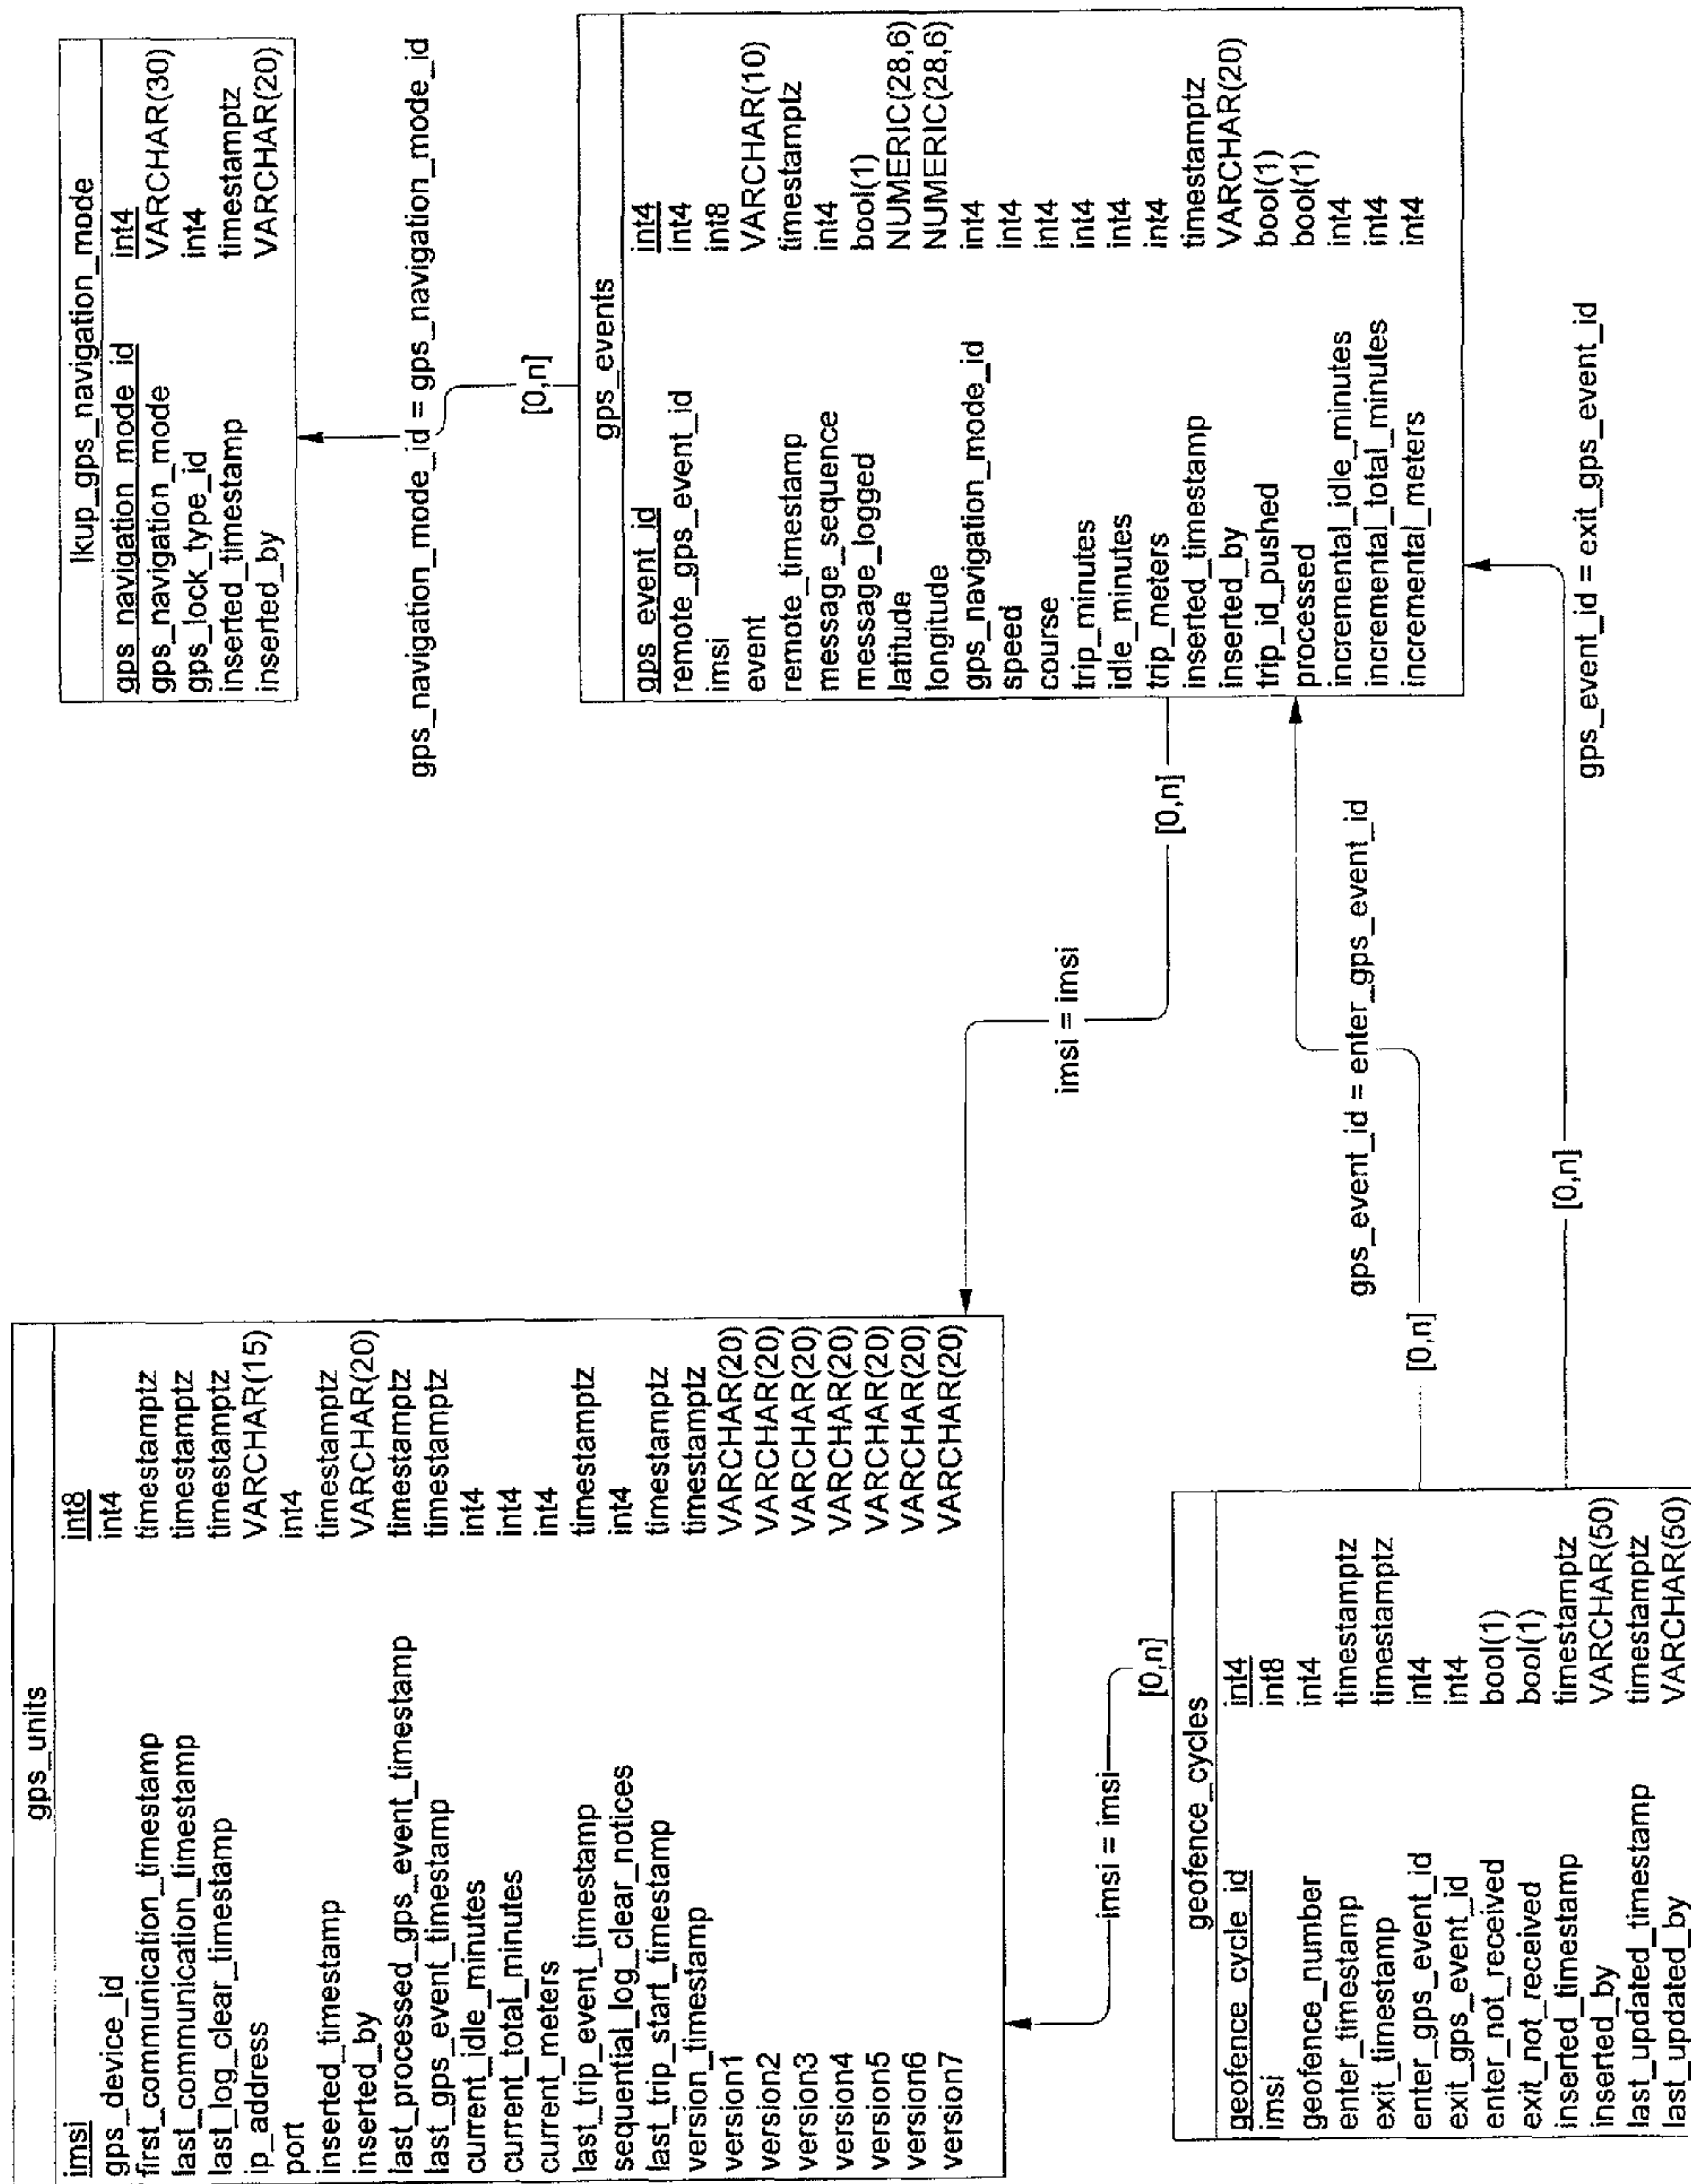 gps_units
imsi int8
gps_device_id int4
first_communication_timestamp timestamptz
last_communication_timestamp timestamptz
last_log_clear_timestamp timestamptz
ip_address VARCHAR(15)
port int4
inserted_timestamp timestamptz
inserted_by VARCHAR(20)
last_processed_gps_event_timestamp timestamptz
last_gps_event_timestamp timestamptz
current_idle_minutes int4
current_total_minutes int4
current_meters int4
last_trip_event_timestamp timestamptz
sequential_log_clear_notices int4
last_trip_start_timestamp timestamptz
version_timestamp timestamptz
version1 VARCHAR(20)
version2 VARCHAR(20)
version3 VARCHAR(20)
version4 VARCHAR(20)
version5 VARCHAR(20)
version6 VARCHAR(20)
version7 VARCHAR(20)
lkup_gps_navigation_mode
gps_navigation_mode_id int4
gps_navigation_mode VARCHAR(30)
gps_lock_type_id int4
inserted_timestamp timestamptz
inserted_by VARCHAR(20)
gps_navigation_mode_id = gps_navigation_mode_id
[0,n]
gps_events
gps_event_id int4
remote_gps_event_id int4
imsi int8
event VARCHAR(10)
remote_timestamp timestamptz
message_sequence int4
message_logged bool(1)
latitude NUMERIC(28,6)
longitude NUMERIC(28,6)
gps_navigation_mode_id int4
speed int4
course int4
trip_minutes int4
idle_minutes int4
trip_meters int4
inserted_timestamp timestamptz
inserted_by VARCHAR(20)
trip_id_pushed bool(1)
processed bool(1)
incremental_idle_minutes int4
incremental_total_minutes int4
incremental_meters int4
[0,n]
imsi = imsi
imsi = imsi
[0,n]
geofence_cycles
geofence_cycle_id int4
imsi int8
geofence_number int4
enter_timestamp timestamptz
exit_timestamp timestamptz
enter_gps_event_id int4
exit_gps_event_id int4
enter_not_received bool(1)
exit_not_received bool(1)
inserted_timestamp timestamptz
inserted_by VARCHAR(50)
last_updated_timestamp timestamptz
last_updated_by VARCHAR(50)
gps_event_id = enter_gps_event_id
[0,n]
[0,n]
gps_event_id = exit_gps_event_id